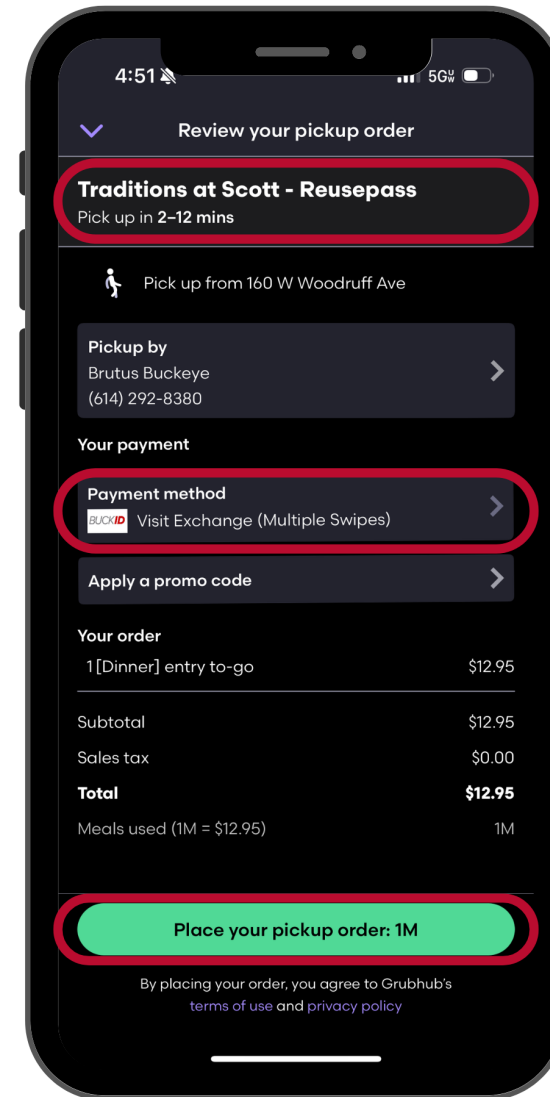 4:51
5GUW
Review your pickup order
Traditions at Scott - Reusepass
Pick up in 2–12 mins
Pick up from 160 W Woodruff Ave
Pickup by
Brutus Buckeye
(614) 292-8380
Your payment
Payment method
BUCKID Visit Exchange (Multiple Swipes)
Apply a promo code
Your order
1 [Dinner] entry to-go $12.95
Subtotal $12.95
Sales tax $0.00
Total $12.95
Meals used (1M = $12.95) 1M
Place your pickup order: 1M
By placing your order, you agree to Grubhub's
terms of use and privacy policy